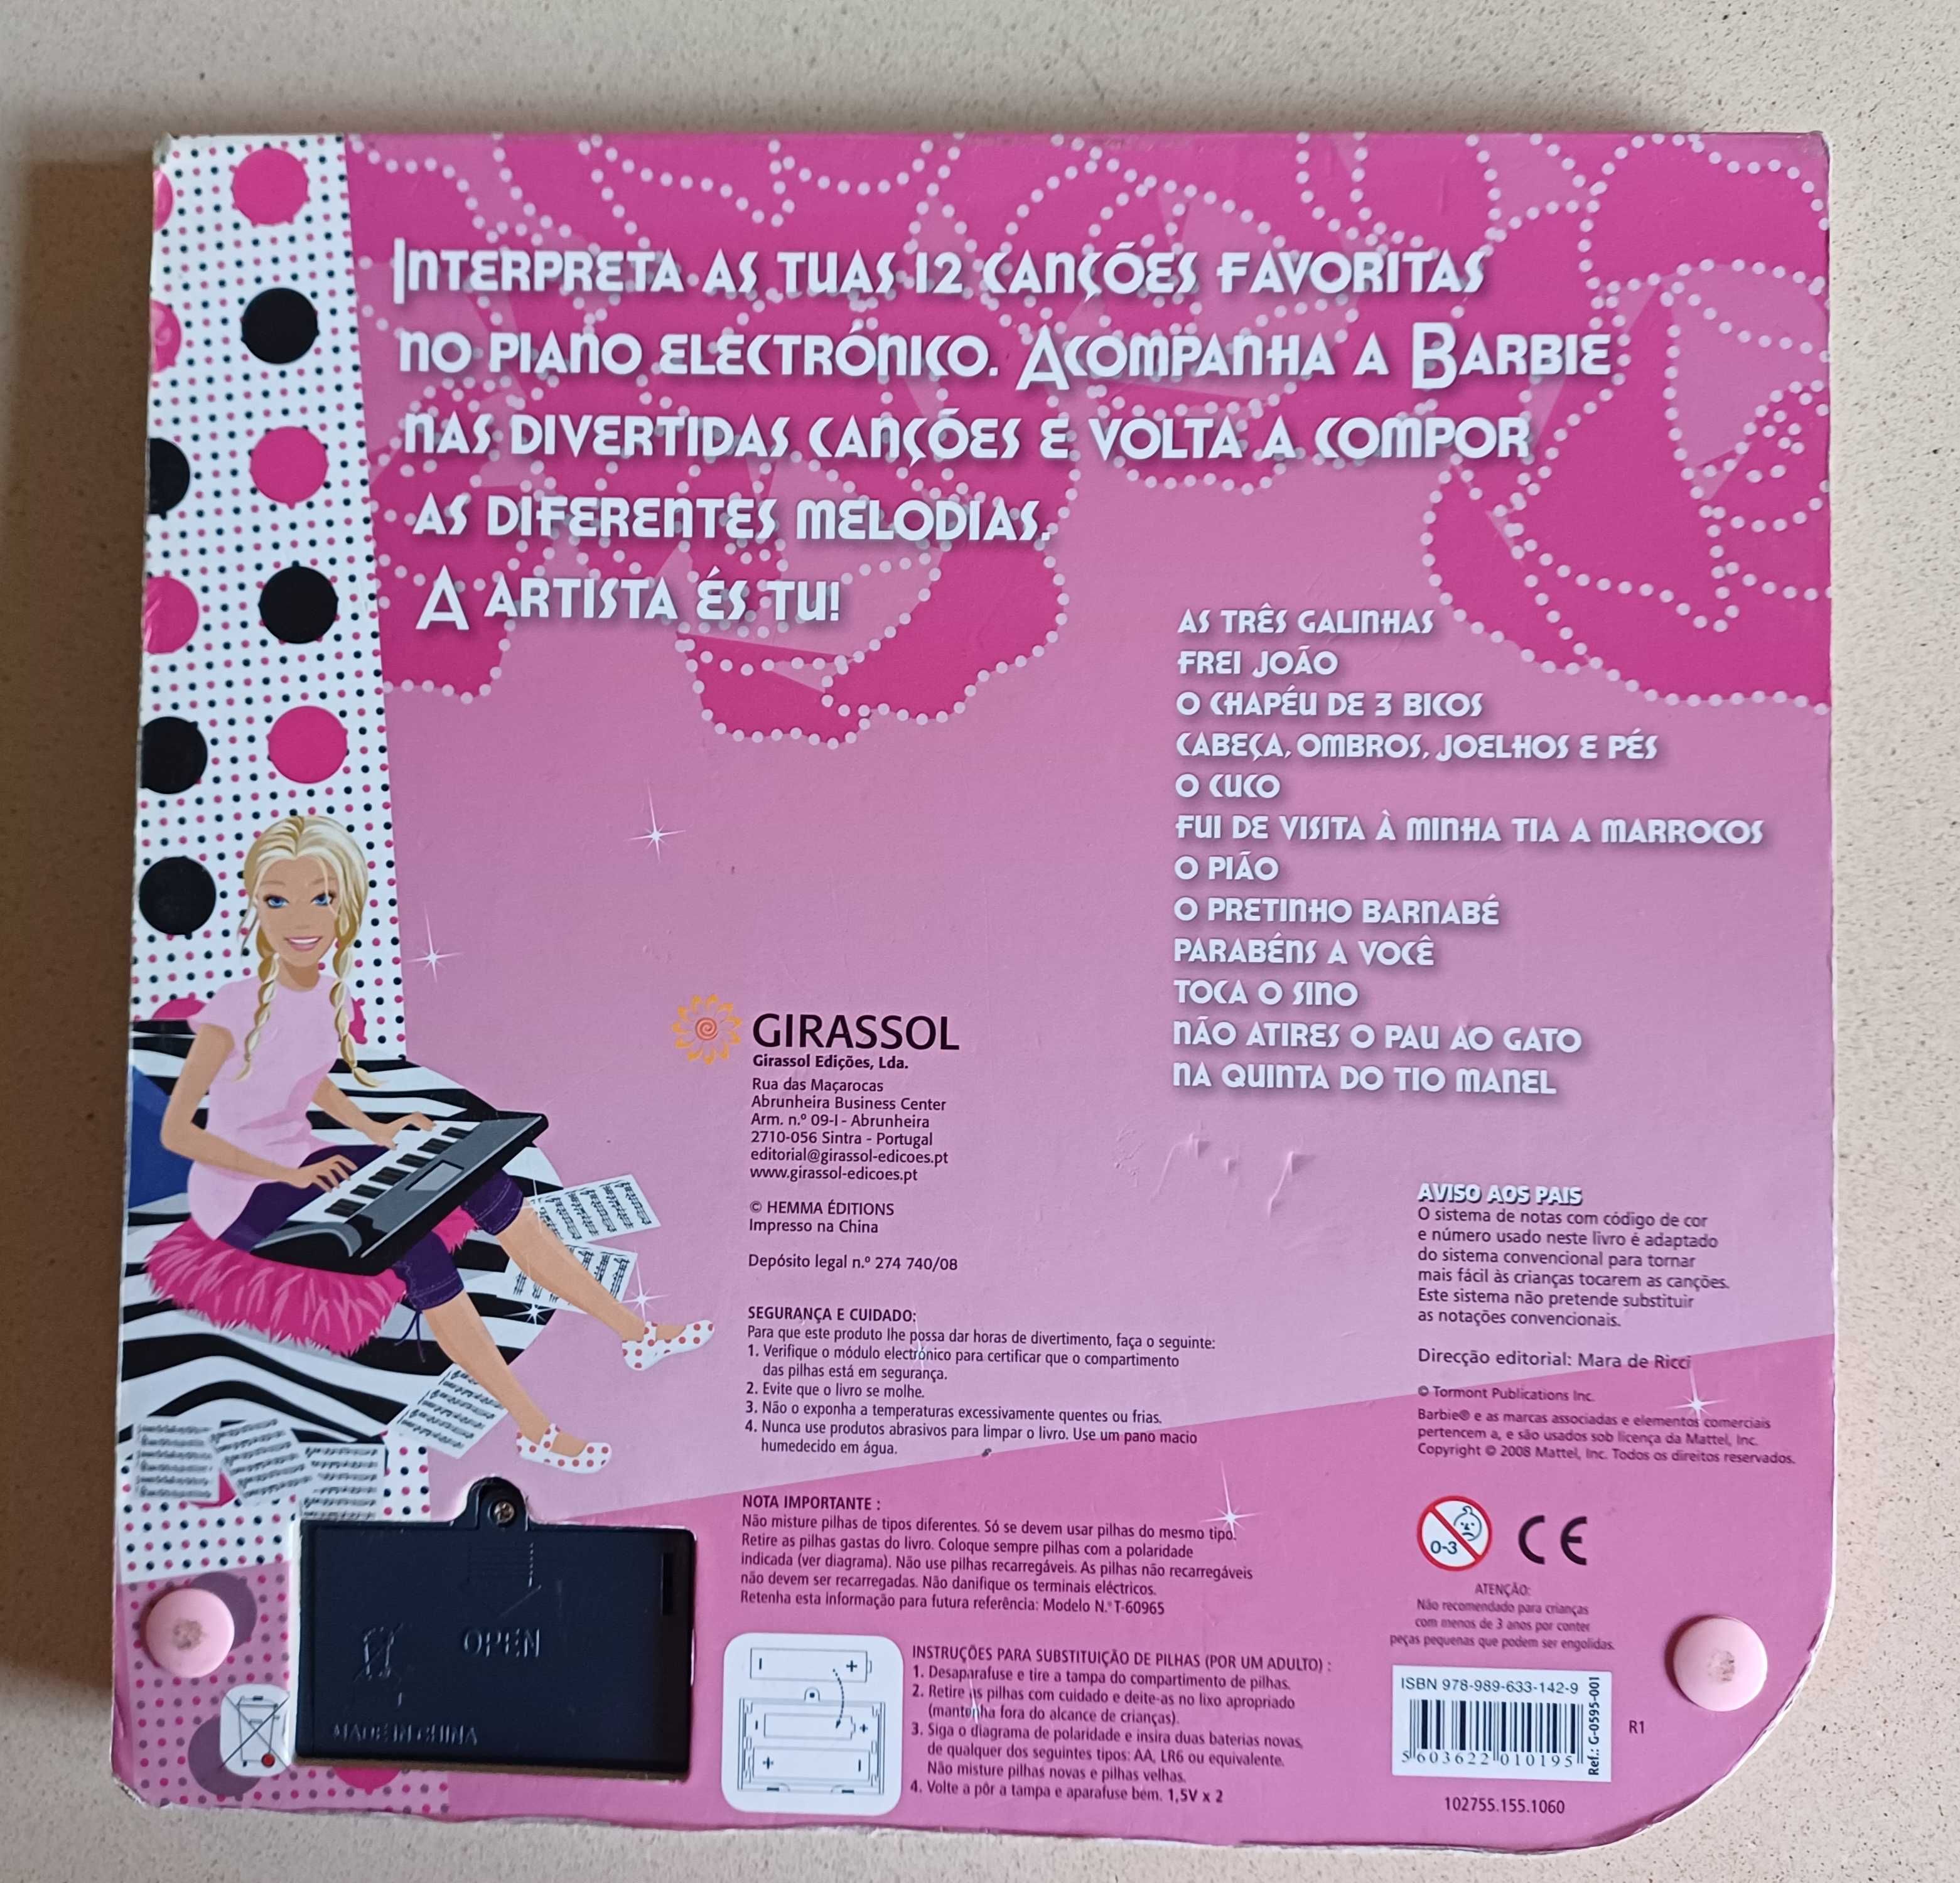 INTERPRETA AS TUAS 12 CANÇÕES FAVORITAS
NO PIANO ELECTRÓNICO. ACOMPANHA A BARBIE
NAS DIVERTIDAS CANÇÕES E VOLTA A COMPOR
AS DIFERENTES MELODIAS.
A ARTISTA ÉS TU!
AS TRÊS GALINHAS
FREI JOÃO
O CHAPÉU DE 3 BICOS
CABEÇA, OMBROS, JOELHOS E PÉS
O CUCO
FUI DE VISITA À MINHA TIA A MARROCOS
O PIÃO
O PRETINHO BARNABÉ
PARABÉNS A VOCÊ
TOCA O SINO
NÃO ATIRES O PAU AO GATO
NA QUINTA DO TIO MANEL
GIRASSOL
Girassol Edições, Lda.
Rua das Maçarocas
Abrunheira Business Center
Arm. n.º 09-I - Abrunheira
2710-056 Sintra - Portugal
editorial@girassol-edicoes.pt
www.girassol-edicoes.pt
© HEMMA ÉDITIONS
Impresso na China
Depósito legal n.º 274 740/08
SEGURANÇA E CUIDADO:
Para que este produto lhe possa dar horas de divertimento, faça o seguinte:
1. Verifique o módulo electrónico para certificar que o compartimento
das pilhas está em segurança.
2. Evite que o livro se molhe.
3. Não o exponha a temperaturas excessivamente quentes ou frias.
4. Nunca use produtos abrasivos para limpar o livro. Use um pano macio
humedecido em água.
NOTA IMPORTANTE :
Não misture pilhas de tipos diferentes. Só se devem usar pilhas do mesmo tipo.
Retire as pilhas gastas do livro. Coloque sempre pilhas com a polaridade
indicada (ver diagrama). Não use pilhas recarregáveis. As pilhas não recarregáveis
não devem ser recarregadas. Não danifique os terminais eléctricos.
Retenha esta informação para futura referência: Modelo N.º T-60965
INSTRUÇÕES PARA SUBSTITUIÇÃO DE PILHAS (POR UM ADULTO) :
1. Desaparafuse e tire a tampa do compartimento de pilhas.
2. Retire as pilhas com cuidado e deite-as no lixo apropriado
(mantenha fora do alcance de crianças).
3. Siga o diagrama de polaridade e insira duas baterias novas,
de qualquer dos seguintes tipos: AA, LR6 ou equivalente.
Não misture pilhas novas e pilhas velhas.
4. Volte a pôr a tampa e aparafuse bem. 1,5V x 2
AVISO AOS PAIS
O sistema de notas com código de cor
e número usado neste livro é adaptado
do sistema convencional para tornar
mais fácil às crianças tocarem as canções.
Este sistema não pretende substituir
as notações convencionais.
Direcção editorial: Mara de Ricci
© Tormont Publications Inc.
Barbie® e as marcas associadas e elementos comerciais
pertencem a, e são usados sob licença da Mattel, Inc.
Copyright © 2008 Mattel, Inc. Todos os direitos reservados.
0-3
CE
ATENÇÃO:
Não recomendado para crianças
com menos de 3 anos por conter
peças pequenas que podem ser engolidas.
ISBN 978-989-633-142-9
5 603622 010195
Ref.: G-0595-001
R1
102755.155.1060
OPEN
MADE IN CHINA